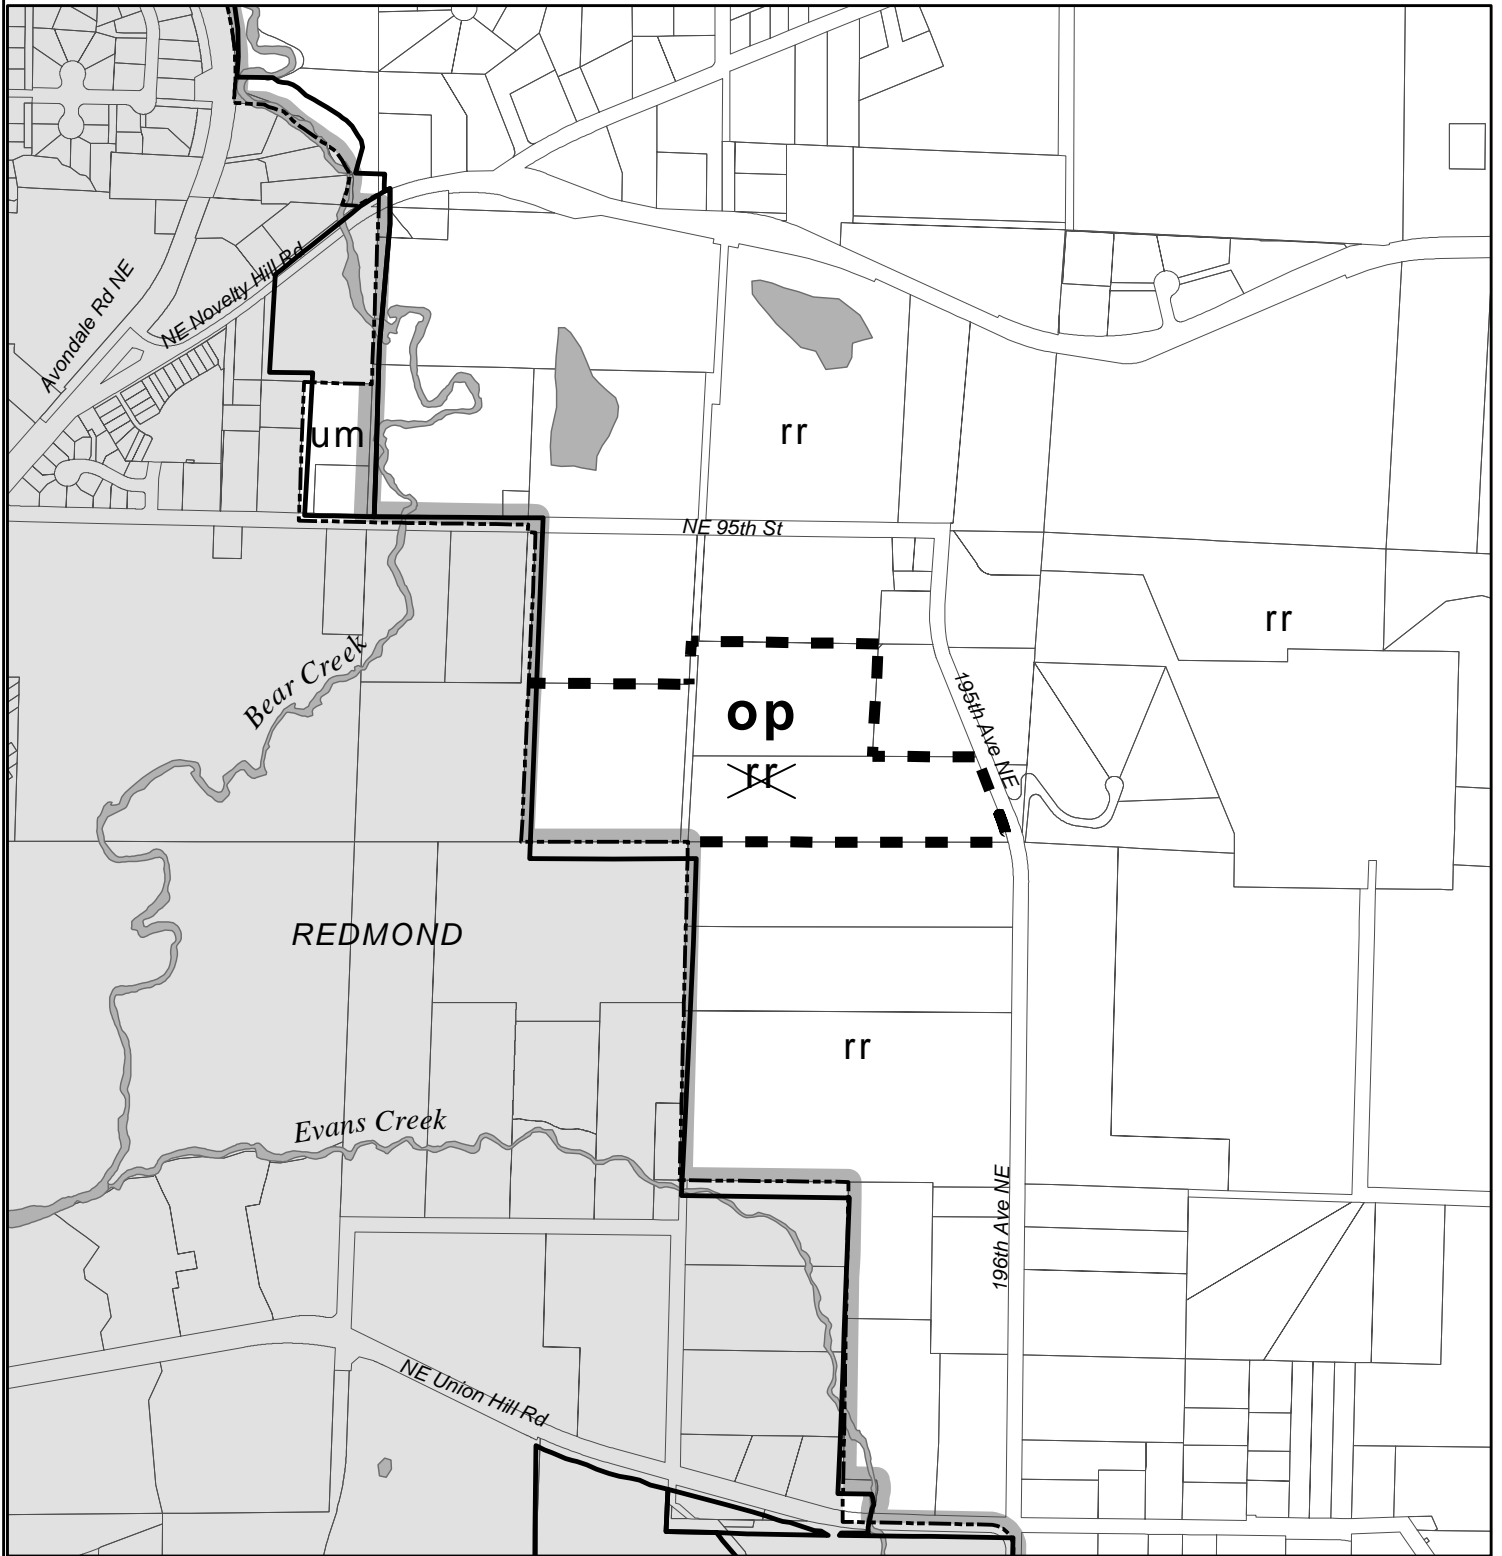 Avondale Rd NE
NE Novelty Hill Rd
um
rr
NE 95th St
rr
Bear Creek
op
195th Ave NE
rr
REDMOND
rr
Evans Creek
196th Ave NE
NE Union Hill Rd